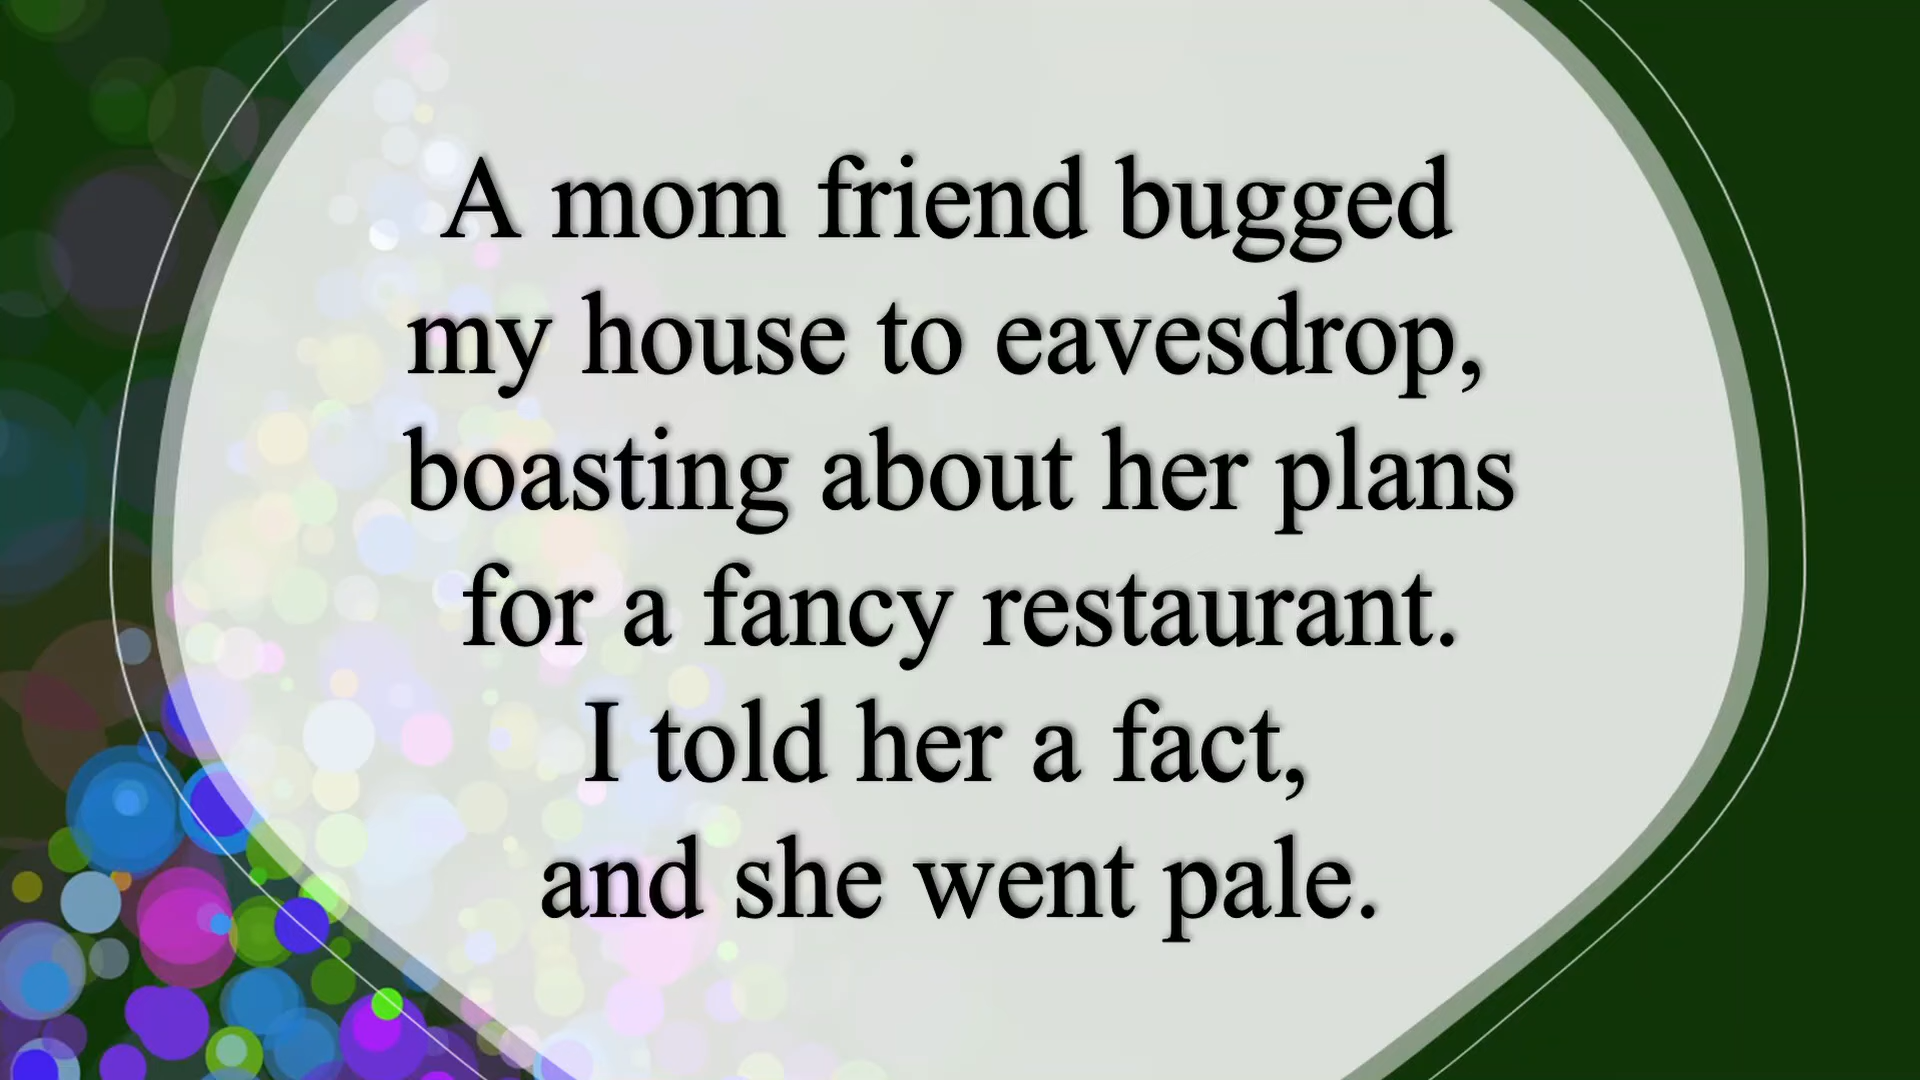 A mom friend bugged
my house to eavesdrop,
boasting about her plans
for a fancy restaurant.
I told her a fact,
and she went pale.